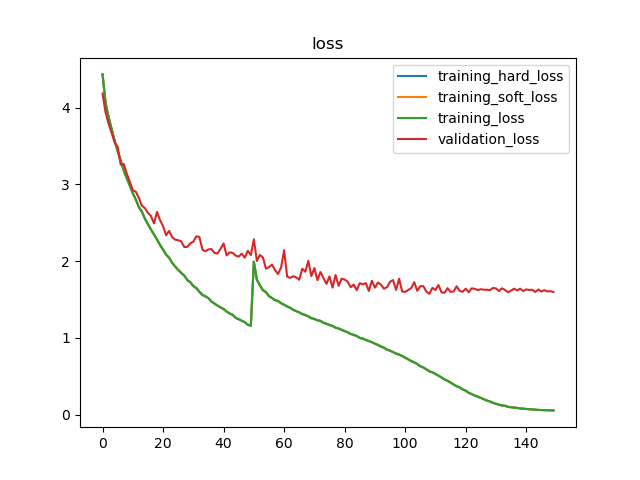 loss
training_hard_loss
training_soft_loss
training_loss
validation_loss
4
3
2
1
0
0 20 40 60 80 100 120 140